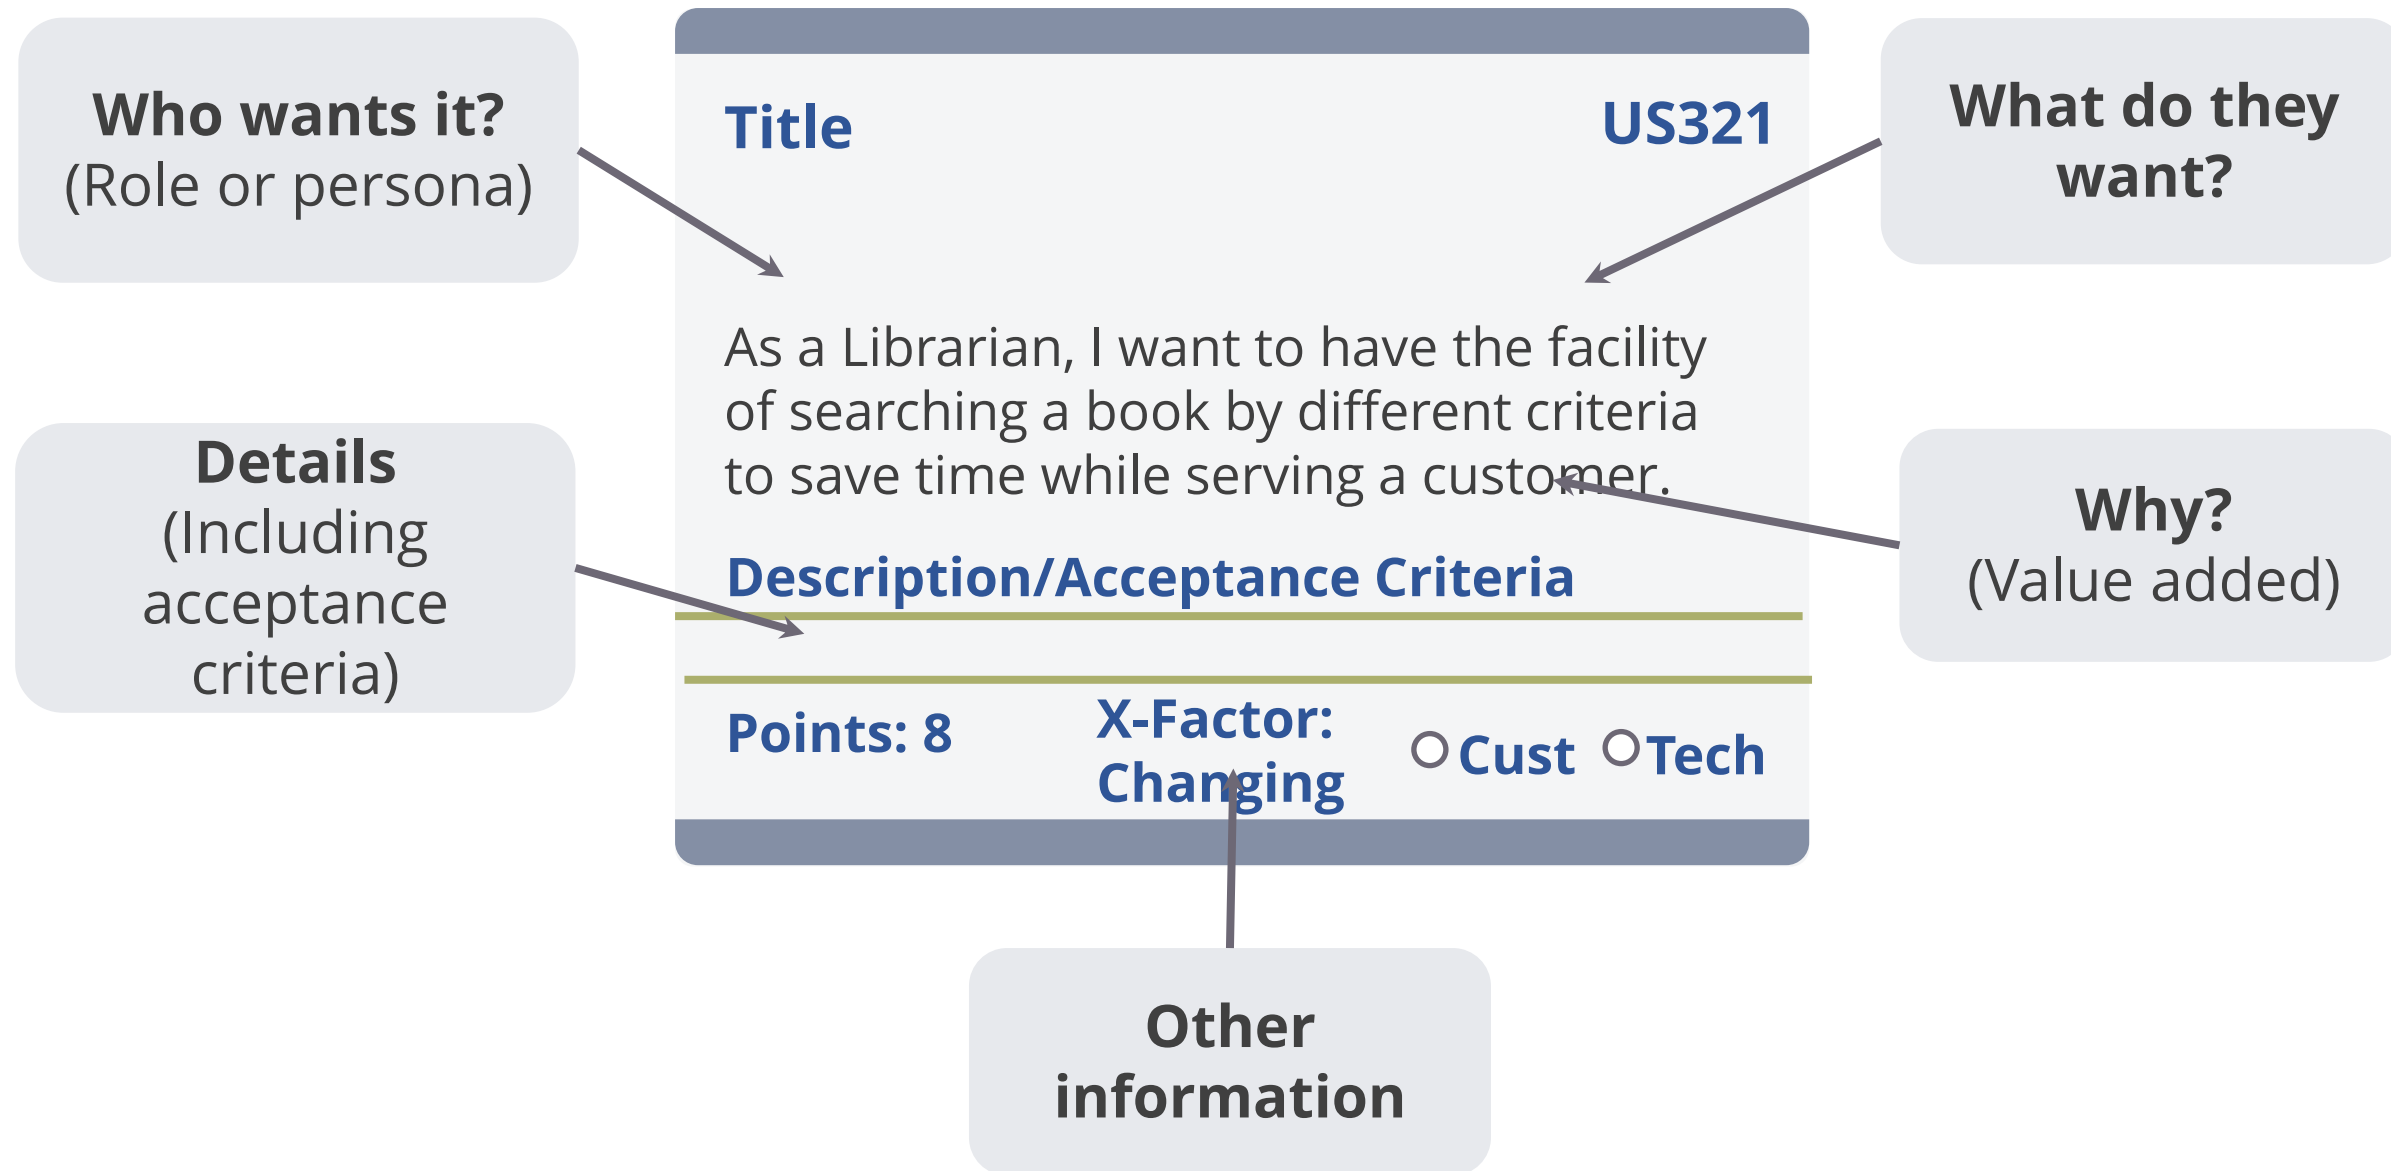 Who wants it?
(Role or persona)
Title
US321
What do they
want?
As a Librarian, I want to have the facility
of searching a book by different criteria
to save time while serving a customer.
Details
(Including
acceptance
criteria)
Why?
(Value added)
Description/Acceptance Criteria
Points: 8
X-Factor:
Changing
Cust
Tech
Other
information